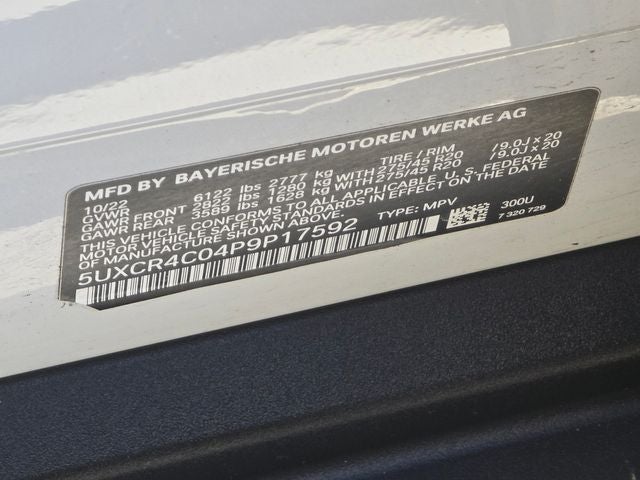 MFD BY BAYERISCHE MOTOREN WERKE AG
10/22 TIRE / RIM
GVWR 6122 lbs 2777 kg
GAWR FRONT 2822 lbs 1280 kg WITH 275/45 R20 / 9.0J x 20
GAWR REAR 3589 lbs 1628 kg WITH 275/45 R20 / 9.0J x 20
THIS VEHICLE CONFORMS TO ALL APPLICABLE U. S. FEDERAL
MOTOR VEHICLE SAFETY STANDARDS IN EFFECT ON THE DATE
OF MANUFACTURE SHOWN ABOVE.
5UXCR4C04P9P17592 TYPE: MPV 300U
7 320 729